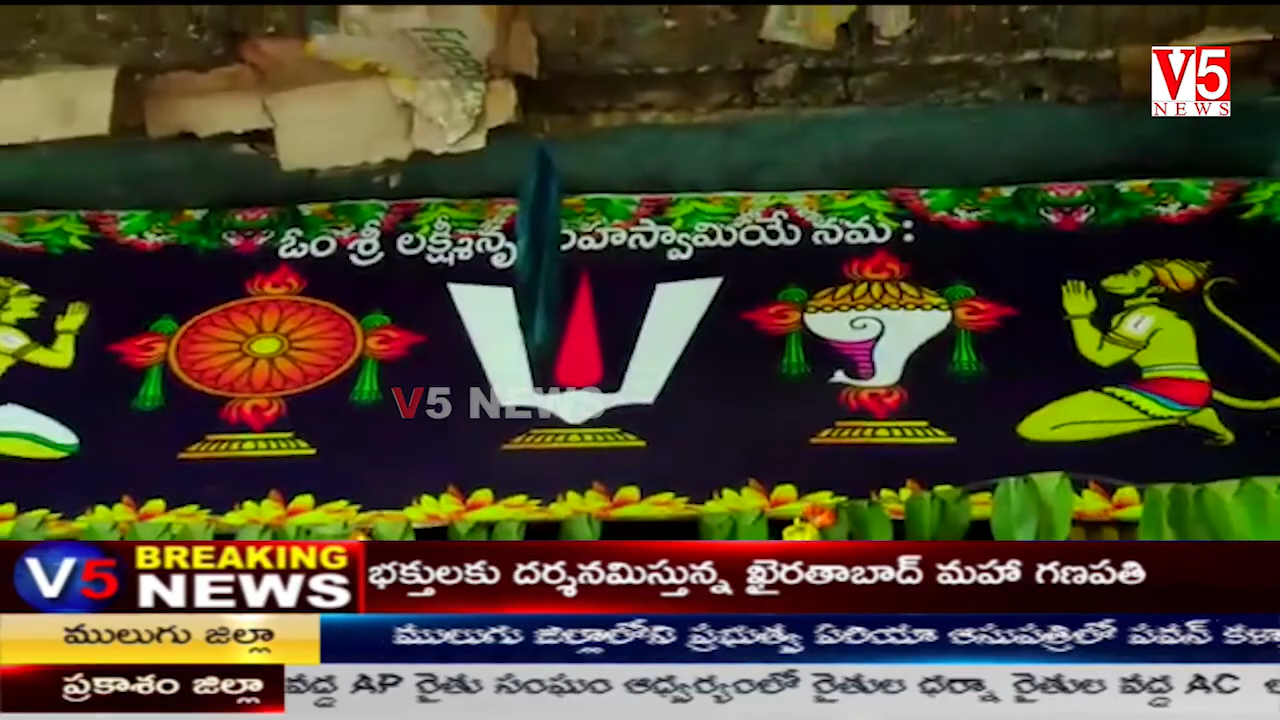 V5
NEWS
ఓం శ్రీ లక్ష్మీనృ హస్వామియే నమ :
V5 NEWS
V5 BREAKING NEWS
భక్తులకు దర్శనమిస్తున్న ఖైరతాబాద్ మహా గణపతి
ములుగు జిల్లా ములుగు జిల్లాలోని ప్రభుత్వ ఏరియా ఆసుపత్రిలో పవన్
ప్రకాశం జిల్లా వద్ద AP రైతు సంఘం ఆధ్వర్యంలో రైతుల ధర్నా రైతుల వద్ద AC